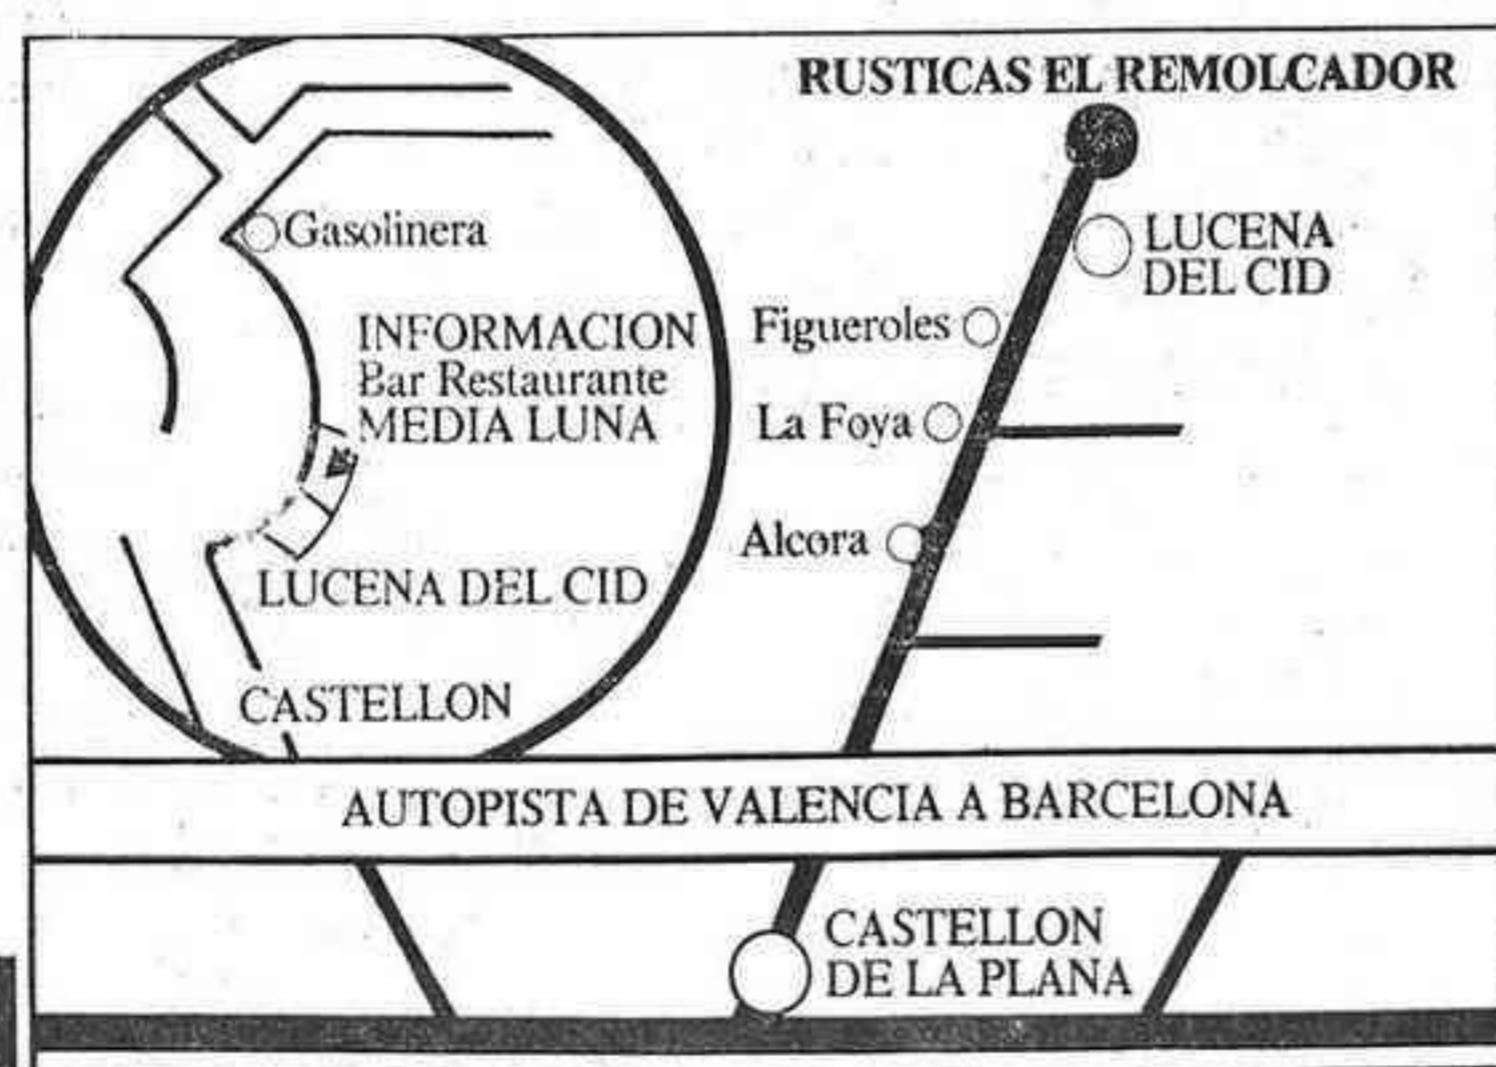 RUSTICAS EL REMOLCADOR
Gasolinera
INFORMACION
Bar Restaurante
MEDIA LUNA
LUCENA DEL CID
CASTELLON
LUCENA
DEL CID
Figueroles
La Foya
Alcora
AUTOPISTA DE VALENCIA A BARCELONA
CASTELLON
DE LA PLANA